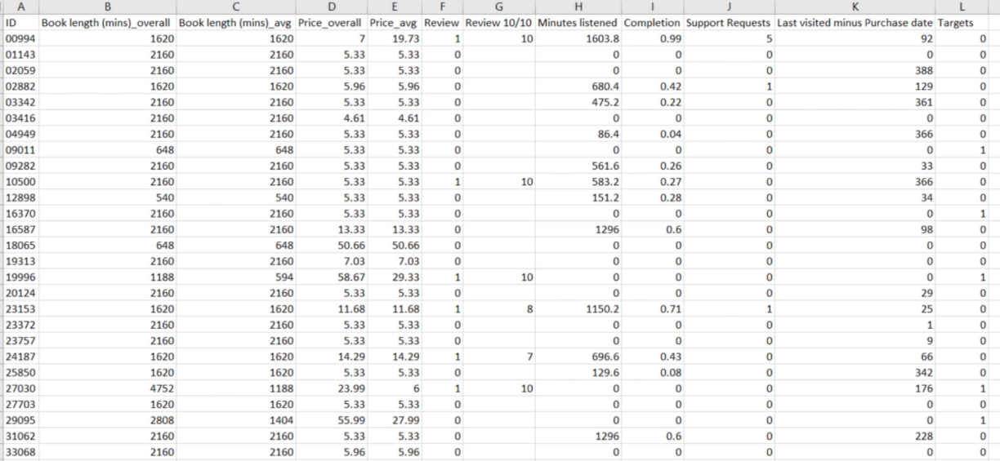 A B C D E F G H I J K L
ID Book length (mins)_overall Book length (mins)_avg Price_overall Price_avg Review Review 10/10 Minutes listened Completion Support Requests Last visited minus Purchase date Targets
00994 1620 1620 7 19.73 1 10 1603.8 0.99 5 92 0
01143 2160 2160 5.33 5.33 0 0 0 0 0 0
02059 2160 2160 5.33 5.33 0 0 0 0 388 0
02882 1620 1620 5.96 5.96 0 680.4 0.42 1 129 0
03342 2160 2160 5.33 5.33 0 475.2 0.22 0 361 0
03416 2160 2160 4.61 4.61 0 0 0 0 0 0
04949 2160 2160 5.33 5.33 0 86.4 0.04 0 366 0
09011 648 648 5.33 5.33 0 0 0 0 0 1
09282 2160 2160 5.33 5.33 0 561.6 0.26 0 33 0
10500 2160 2160 5.33 5.33 1 10 583.2 0.27 0 366 0
12898 540 540 5.33 5.33 0 151.2 0.28 0 34 0
16370 2160 2160 5.33 5.33 0 0 0 0 0 1
16587 2160 2160 13.33 13.33 0 1296 0.6 0 98 0
18065 648 648 50.66 50.66 0 0 0 0 0 0
19313 2160 2160 7.03 7.03 0 0 0 0 0 0
19996 1188 594 58.67 29.33 1 10 0 0 0 0 1
20124 2160 2160 5.33 5.33 0 0 0 0 29 0
23153 1620 1620 11.68 11.68 1 8 1150.2 0.71 1 25 0
23372 2160 2160 5.33 5.33 0 0 0 0 1 0
23757 2160 2160 5.33 5.33 0 0 0 0 9 0
24187 1620 1620 14.29 14.29 1 7 696.6 0.43 0 66 0
25850 1620 1620 5.33 5.33 0 129.6 0.08 0 342 0
27030 4752 1188 23.99 6 1 10 0 0 0 176 1
27703 1620 1620 5.33 5.33 0 0 0 0 0 0
29095 2808 1404 55.99 27.99 0 0 0 0 0 1
31062 2160 2160 5.33 5.33 0 1296 0.6 0 228 0
33068 2160 2160 5.96 5.96 0 0 0 0 0 0